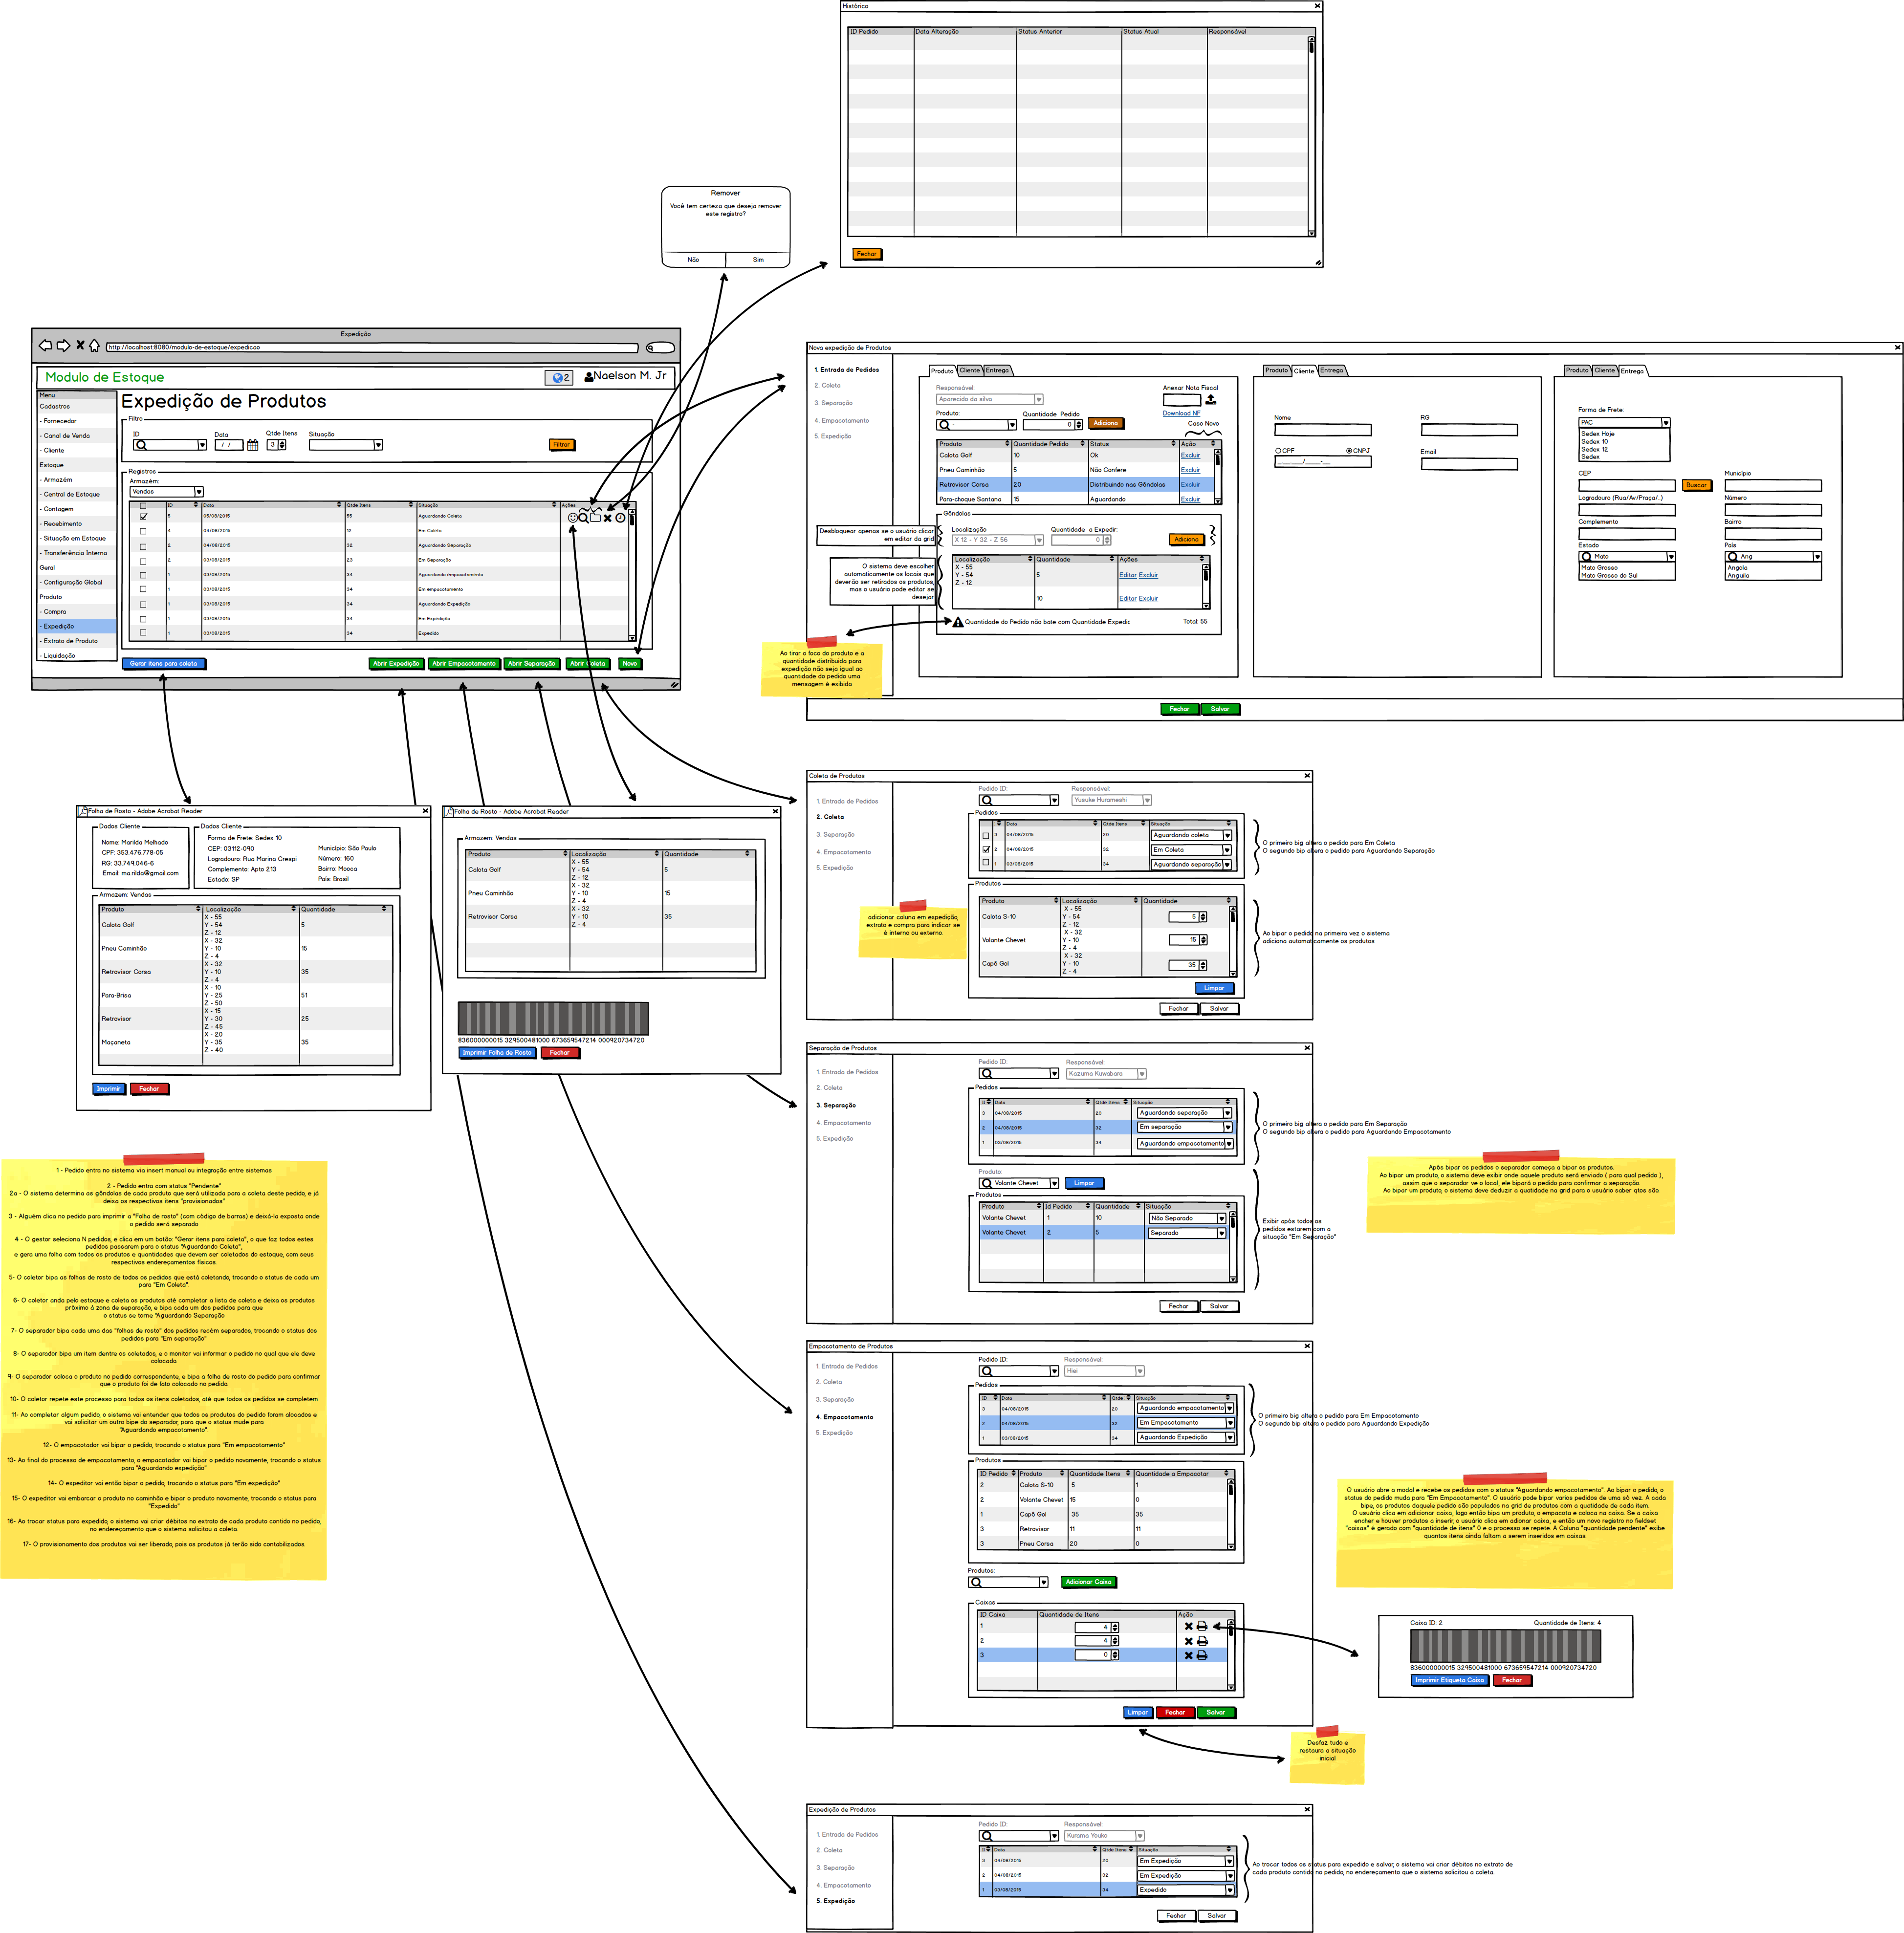 Histórico
ID Pedido Data Alteração Status Anterior Status Atual Responsável
Fechar
Remover
Você tem certeza que deseja remover
este registro?
Não Sim
Expedição
http://localhost:8080/modulo-de-estoque/expedicao
Modulo de Estoque
2
Naelson M. Jr
Menu
Cadastros
- Fornecedor
- Canal de Venda
- Cliente
Estoque
- Armazém
- Central de Estoque
- Contagem
- Recebimento
- Situação em Estoque
- Transferência Interna
Geral
- Configuração Global
Produto
- Compra
- Expedição
- Extrato de Produto
- Liquidação
Expedição de Produtos
Filtro
ID Data Qtde Itens Situação
/ / 3
Filtrar
Registros
Armazém:
Vendas
ID Data Qtde Itens Situação Ações
5 05/08/2015 55 Aguardando Coleta
4 04/08/2015 12 Em Coleta
2 04/08/2015 32 Aguardando Separação
2 03/08/2015 23 Em Separação
1 03/08/2015 34 Aguardando empacotamento
1 03/08/2015 34 Em empacotamento
1 03/08/2015 34 Aguardando Expedição
1 03/08/2015 34 Em Expedição
1 03/08/2015 34 Expedido
Gerar itens para coleta
Abrir Expedição Abrir Empacotamento Abrir Separação Abrir Coleta Novo
Nova expedição de Produtos
1. Entrada de Pedidos
2. Coleta
3. Separação
4. Empacotamento
5. Expedição
Produto Cliente Entrega
Responsável:
Aparecido da silva
Anexar Nota Fiscal
Download NF
Produto:
-
Quantidade Pedido
0
Adiciona
Caso Novo
Produto Quantidade Pedido Status Ação
Calota Golf 10 Ok Excluir
Pneu Caminhão 5 Não Confere Excluir
Retrovisor Corsa 20 Distribuindo nas Gôndolas Excluir
Para-choque Santana 15 Aguardando Excluir
Gôndolas
Localização Quantidade a Expedir:
X 12 - Y 32 - Z 56 0
Adiciona
Localização Quantidade Ações
X - 55
Y - 54 5 Editar Excluir
Z - 12
10 Editar Excluir
Quantidade do Pedido não bate com Quantidade Expedic
Total: 55
Desbloquear apenas se o usuário clicar
em editar da grid
O sistema deve escolher
automaticamente os locais que
deverão ser retirados os produtos,
mas o usuário pode editar se
desejar
Ao tirar o foco do produto e a
quantidade distribuida para
expedição não seja igual ao
quantidade do pedido uma
mensagem é exibida
Produto Cliente Entrega
Nome RG
CPF CNPJ Email
__.___.___/____-__
Produto Cliente Entrega
Forma de Frete:
PAC
Sedex Hoje
Sedex 10
Sedex 12
Sedex
CEP Buscar Município
Logradouro (Rua/Av/Praça/..) Número
Complemento Bairro
Estado País
Mato Ang
Mato Grosso Angola
Mato Grosso do Sul Anguila
Fechar Salvar
Folha de Rosto - Adobe Acrobat Reader
Dados Cliente
Nome: Marilda Melhado
CPF: 353.476.778-05
RG: 33.749.046-6
Email: ma.rilda@gmail.com
Dados Cliente
Forma de Frete: Sedex 10
CEP: 03112-090
Logradouro: Rua Marina Crespi
Complemento: Apto 213
Estado: SP
Município: São Paulo
Número: 160
Bairro: Mooca
País: Brasil
Armazem: Vendas
Produto Localização Quantidade
X - 55
Calota Golf Y - 54 5
Z - 12
X - 32
Pneu Caminhão Y - 10 15
Z - 4
X - 32
Retrovisor Corsa Y - 10 35
Z - 4
X - 10
Para-Brisa Y - 25 51
Z - 50
X - 15
Retrovisor Y - 30 25
Z - 45
X - 20
Maçaneta Y - 35 35
Z - 40
Imprimir Fechar
Folha de Rosto - Adobe Acrobat Reader
Armazem: Vendas
Produto Localização Quantidade
X - 55
Calota Golf Y - 54 5
Z - 12
X - 32
Pneu Caminhão Y - 10 15
Z - 4
X - 32
Retrovisor Corsa Y - 10 35
Z - 4
836000000015 329500481000 673659547214 000920734720
Imprimir Folha de Rosto Fechar
Coleta de Produtos
1. Entrada de Pedidos
2. Coleta
3. Separação
4. Empacotamento
5. Expedição
Pedido ID: Responsável:
Yusuke Hurameshi
Pedidos
Data Qtde Itens Situação
3 04/08/2015 20 Aguardando coleta
2 04/08/2015 32 Em Coleta
1 03/08/2015 34 Aguardando separação
O primeiro big altera o pedido para Em Coleta
O segundo bip altera o pedido para Aguardando Separação
Produtos
Produto Localização Quantidade
X - 55
Calota S-10 Y - 54 5
Z - 12
X - 32
Volante Chevet Y - 10 15
Z - 4
X - 32
Capô Gol Y - 10 35
Z - 4
Limpar
Fechar Salvar
Ao bipar o pedido na primeira vez o sistema
adiciona automaticamente os produtos
adicionar coluna em expedição,
extrato e compra para indicar se
é interno ou externo.
Separação de Produtos
1. Entrada de Pedidos
2. Coleta
3. Separação
4. Empacotamento
5. Expedição
Pedido ID: Responsável:
Kazuma Kuwabara
Pedidos
Data Qtde Itens Situação
3 04/08/2015 20 Aguardando separação
2 04/08/2015 32 Em separação
1 03/08/2015 34 Aguardando empacotamento
O primeiro big altera o pedido para Em Separação
O segundo bip altera o pedido para Aguardando Empacotamento
Produto:
Volante Chevet Limpar
Produtos
Produto Id Pedido Quantidade Situação
Volante Chevet 1 10 Não Separado
Volante Chevet 2 5 Separado
Exibir após todos os
pedidos estarem com a
situação "Em Separação"
Fechar Salvar
Após bipar os pedidos o separador começa a bipar os produtos.
Ao bipar um produto, o sistema deve exibir onde aquele produto será enviado ( para qual pedido ),
assim que o separador ve o local, ele bipará o pedido para confirmar a separação.
Ao bipar um produto, o sistema deve deduzir a quatidade no grid para o usuário saber qtos são.
1 - Pedido entra no sistema via insert manual ou integração entre sistemas
2 - Pedido entra com status "Pendente"
2.a - O sistema determina as gôndolas de cada produto que será utilizada para a coleta deste pedido, e já
deixa os respectivos itens "provisionados"
3 - Alguém clica no pedido para imprimir a "Folha de rosto" (com código de barras) e deixá-la exposta onde
o pedido será separado
4 - O gestor seleciona N pedidos, e clica em um botão: "Gerar itens para coleta", o que faz todos estes
pedidos passarem para o status "Aguardando Coleta",
e gera uma folha com todos os produtos e quantidades que devem ser coletados do estoque, com seus
respectivos endereçamentos físicos.
5- O coletor bipa as folhas de rosto de todos os pedidos que está coletando, trocando o status de cada um
para "Em Coleta".
6- O coletor anda pelo estoque e coleta os produtos até completar a lista de coleta e deixa os produtos
próximo á zona de separação, e bipa cada um dos pedidos para que
o status se torne "Aguardando Separação
7- O separador bipa cada uma das "folhas de rosto" dos pedidos recém separados, trocando o status dos
pedidos para "Em separação"
8- O separador bipa um item dentre os coletados, e o monitor vai informar o pedido no qual que ele deve
colocado.
9- O separador coloca o produto no pedido correspondente, e bipa a folha de rosto do pedido para confirmar
que o produto foi de fato colocado no pedido.
10- O coletor repete este processo para todos os itens coletados, até que todos os pedidos se completem
11- Ao completar algum pedido, o sistema vai entender que todos os produtos do pedido foram alocados e
vai solicitar um outro bipe do separador, para que o status mude para
"Aguardando empacotamento".
12- O empacotador vai bipar o pedido, trocando o status para "Em empacotamento"
13- Ao final do processo de empacotamento, o empacotador vai bipar o pedido novamente, trocando o status
para "Aguardando expedição"
14- O expeditor vai então bipar o pedido, trocando o status para "Em expedição"
15- O expeditor vai embarcar o produto no caminhão e bipar o produto novamente, trocando o status para
"Expedido"
16- Ao trocar status para expedido, o sistema vai criar débitos no extrato de cada produto contido no pedido,
no endereçamento que o sistema solicitou a coleta.
17- O provisionamento dos produtos vai ser liberado, pois os produtos já terão sido contabilizados.
Empacotamento de Produtos
1. Entrada de Pedidos
2. Coleta
3. Separação
4. Empacotamento
5. Expedição
Pedido ID: Responsável:
Hiei
Pedidos
ID Data Qtde Situação
3 04/08/2015 20 Aguardando empacotamento
2 04/08/2015 32 Em Empacotamento
1 03/08/2015 34 Aguardando Expedição
O primeiro big altera o pedido para Em Empacotamento
O segundo bip altera o pedido para Aguardando Expedição
Produtos
ID Pedido Produto Quantidade Itens Quantidade a Empacotar
2 Calota S-10 5 1
2 Volante Chevet 15 0
1 Capô Gol 35 35
3 Retrovisor 11 11
3 Pneu Corsa 20 0
Produtos:
Adicionar Caixa
Caixas
ID Caixa Quantidade de Itens Ação
1 4
2 4
3 0
Limpar Fechar Salvar
O usuário abre a modal e recebe os pedidos com o status "Aguardando empacotamento". Ao bipar o pedido, o
status do pedido muda para "Em Empacotamento". O usuário pode bipar varios pedidos de uma só vez. A cada
bipe, os produtos daquele pedido são populados na grid de produtos com a quatidade de cada item.
O usuário clica em adicionar caixa, logo então bipa um produto, o empacota e coloca na caixa. Se a caixa
encher e houver produtos a inserir, o usuário clica em adionar caixa, e então um novo registro no fieldset
"caixas" é gerado com "quantidade de itens" 0 e o processo se repete. A Coluna "quantidade pendente" exibe
quantos itens ainda faltam a serem inseridos em caixas.
Caixa ID: 2 Quantidade de Itens: 4
836000000015 329500481000 673659547214 000920734720
Imprimir Etiqueta Caixa Fechar
Desfaz tudo e
restaura a situação
inicial
Expedição de Produtos
1. Entrada de Pedidos
2. Coleta
3. Separação
4. Empacotamento
5. Expedição
Pedido ID: Responsável:
Kurama Youko
Data Qtde Itens Situação
3 04/08/2015 20 Em Expedição
2 04/08/2015 32 Em Expedição
1 03/08/2015 34 Expedido
Ao trocar todos os status para expedido e salvar, o sistema vai criar débitos no extrato de
cada produto contido no pedido, no endereçamento que o sistema solicitou a coleta.
Fechar Salvar